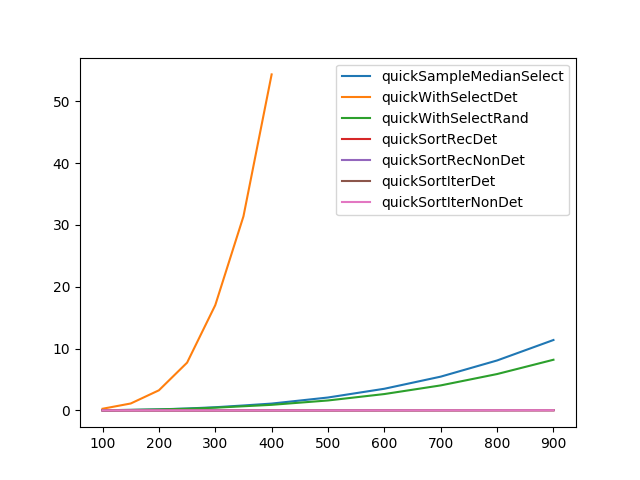 quickSampleMedianSelect
quickWithSelectDet
quickWithSelectRand
quickSortRecDet
quickSortRecNonDet
quickSortIterDet
quickSortIterNonDet
50
40
30
20
10
0
100 200 300 400 500 600 700 800 900